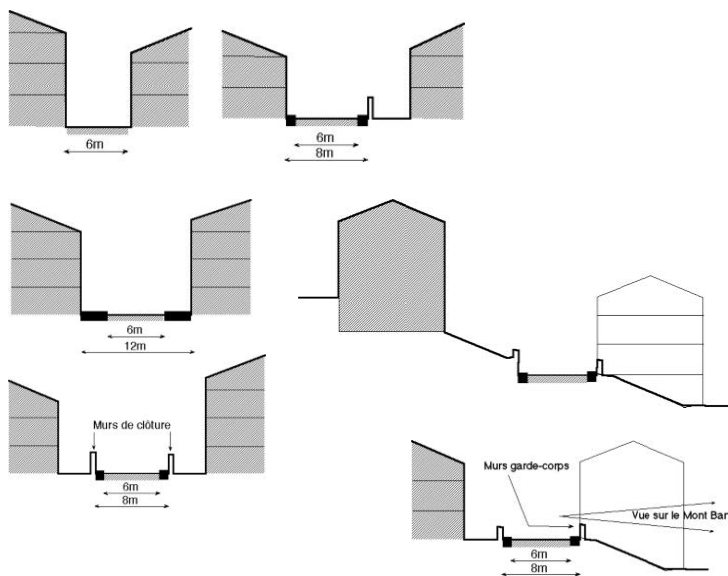 6m
6m
8m
6m
12m
Murs de clôture
6m
8m
Murs garde-corps
Vue sur le Mont Bar
6m
8m